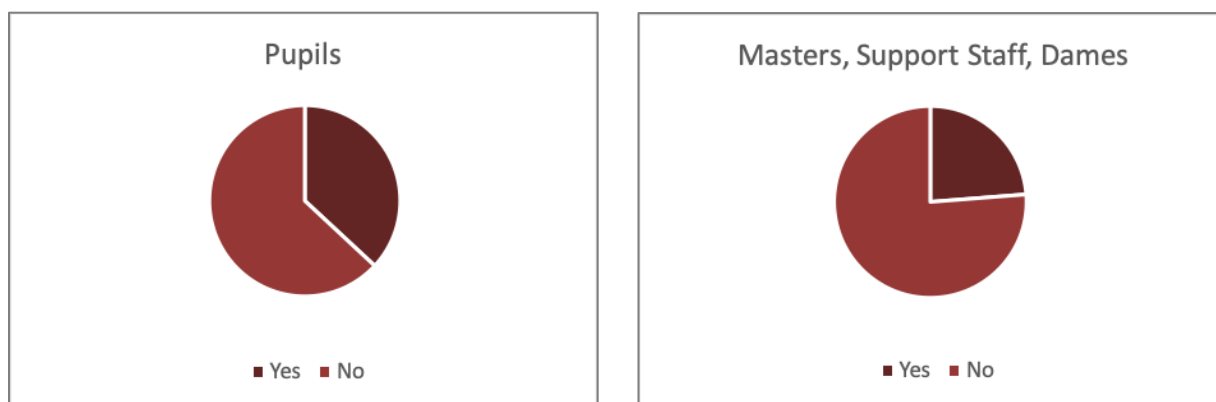 Pupils
Yes No
Masters, Support Staff, Dames
Yes No